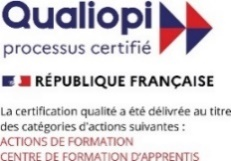 Qualiopi
processus certifié
RÉPUBLIQUE FRANÇAISE
La certification qualité a été délivrée au titre
des catégories d'actions suivantes :
ACTIONS DE FORMATION
CENTRE DE FORMATION D'APPRENTIS